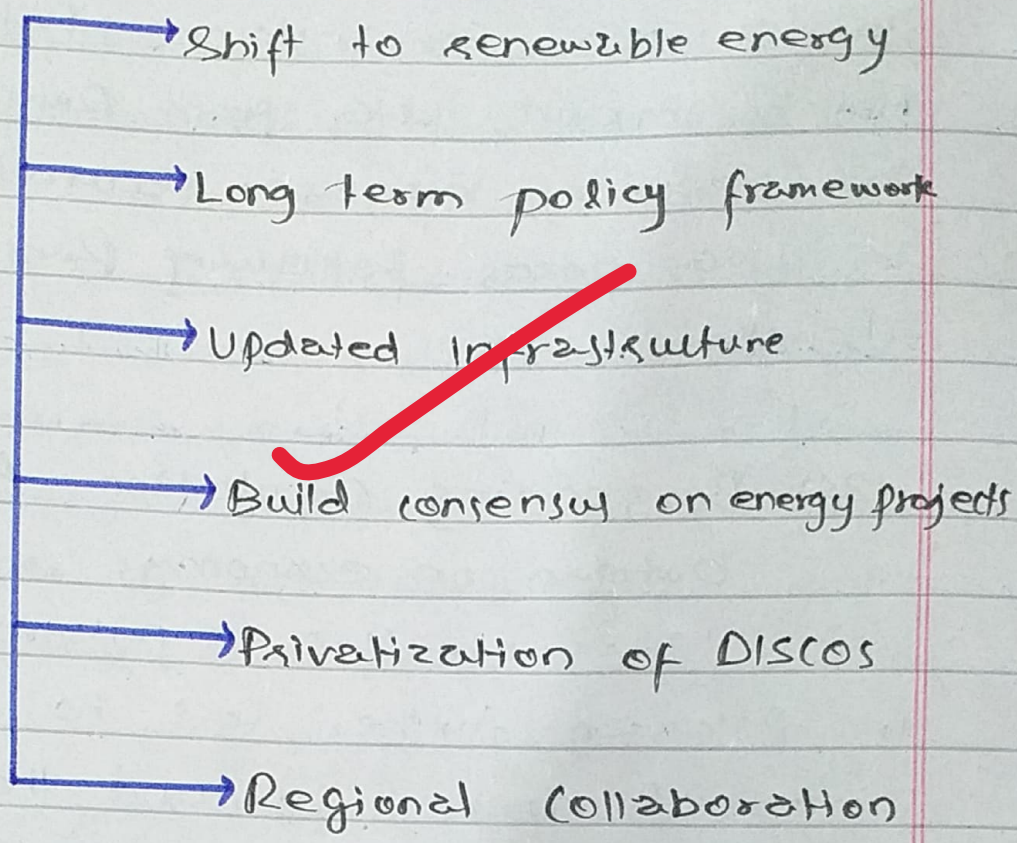 Shift to renewable energy
Long term policy framework
Updated infrastructure
Build consensus on energy projects
Privatization of DISCOS
Regional Collaboration